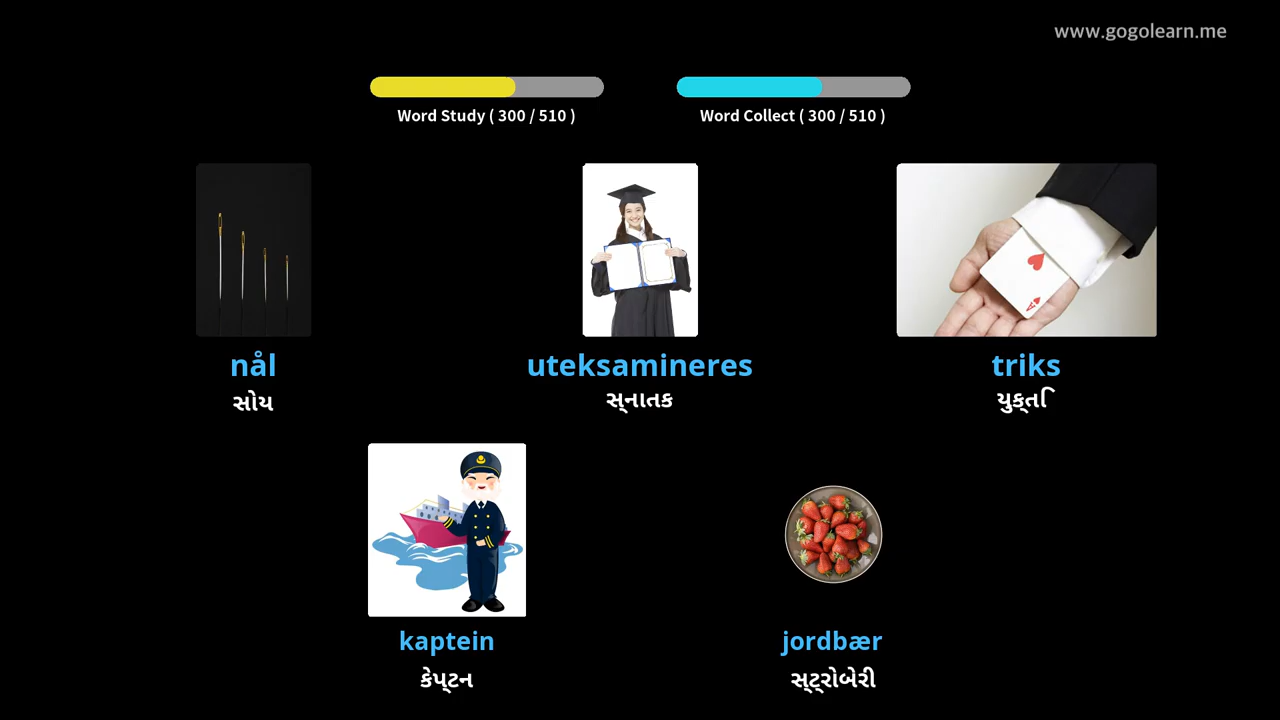 www.gogolearn.me
Word Study ( 300 / 510 )
Word Collect ( 300 / 510 )
nål
સોય
uteksamineres
સ્નાતક
triks
યુક્તિ
kaptein
કેપ્ટન
jordbær
સ્ટ્રોબેરી